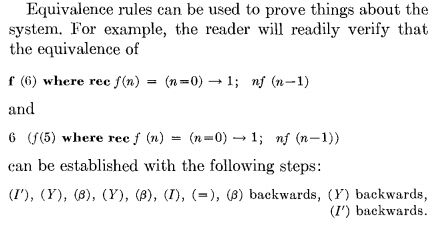 Equivalence rules can be used to prove things about the
system. For example, the reader will readily verify that
the equivalence of
f (6) where rec f(n) = (n=0) → 1; nf (n−1)
and
6 (f(5) where rec f (n) = (n=0) → 1; nf (n−1))
can be established with the following steps:
(I′), (Y), (β), (Y), (β), (I), (=), (β) backwards, (Y) backwards,
(I′) backwards.